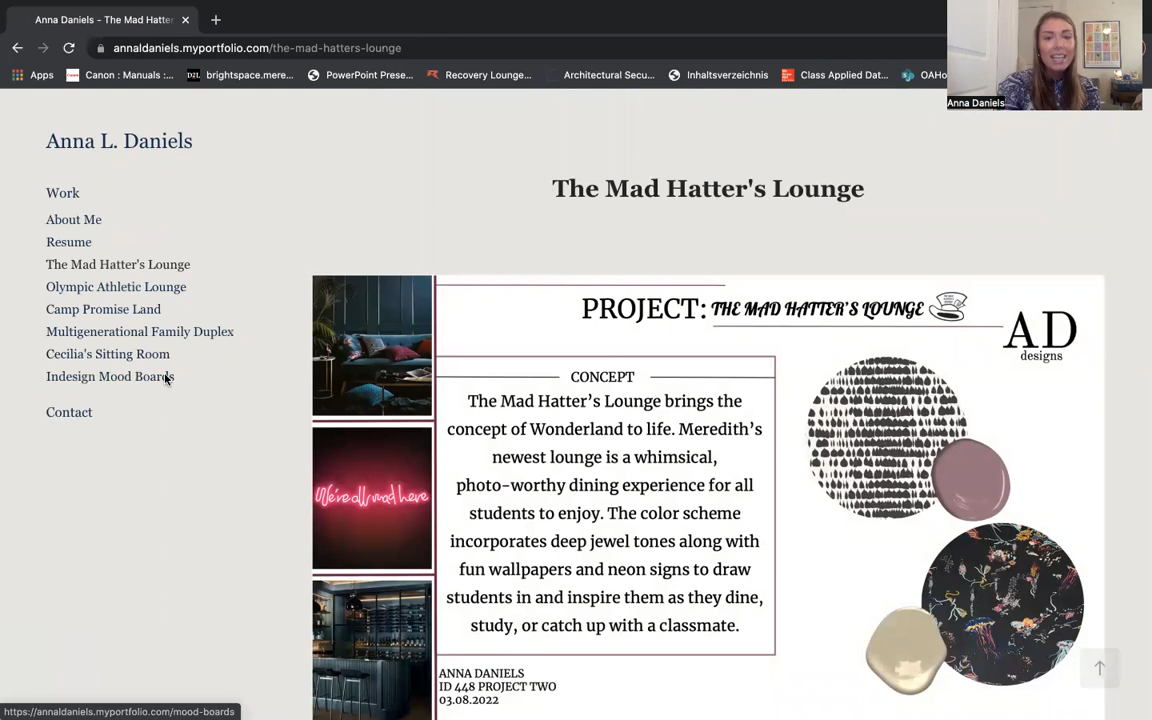 Anna Daniels - The Mad Hatter
annaldaniels.myportfolio.com/the-mad-hatters-lounge
Apps
Canon : Manuals :...
D2L
brightspace.mere...
PowerPoint Prese...
Recovery Lounge...
Architectural Secu...
Inhaltsverzeichnis
Class Applied Dat...
OAHo
Anna Daniels
Anna L. Daniels
Work
About Me
Resume
The Mad Hatter's Lounge
Olympic Athletic Lounge
Camp Promise Land
Multigenerational Family Duplex
Cecilia's Sitting Room
Indesign Mood Boards
Contact
The Mad Hatter's Lounge
PROJECT: THE MAD HATTER'S LOUNGE
AD
designs
We're all mad here
CONCEPT
The Mad Hatter's Lounge brings the
concept of Wonderland to life. Meredith's
newest lounge is a whimsical,
photo-worthy dining experience for all
students to enjoy. The color scheme
incorporates deep jewel tones along with
fun wallpapers and neon signs to draw
students in and inspire them as they dine,
study, or catch up with a classmate.
ANNA DANIELS
ID 448 PROJECT TWO
03.08.2022
https://annaldaniels.myportfolio.com/mood-boards